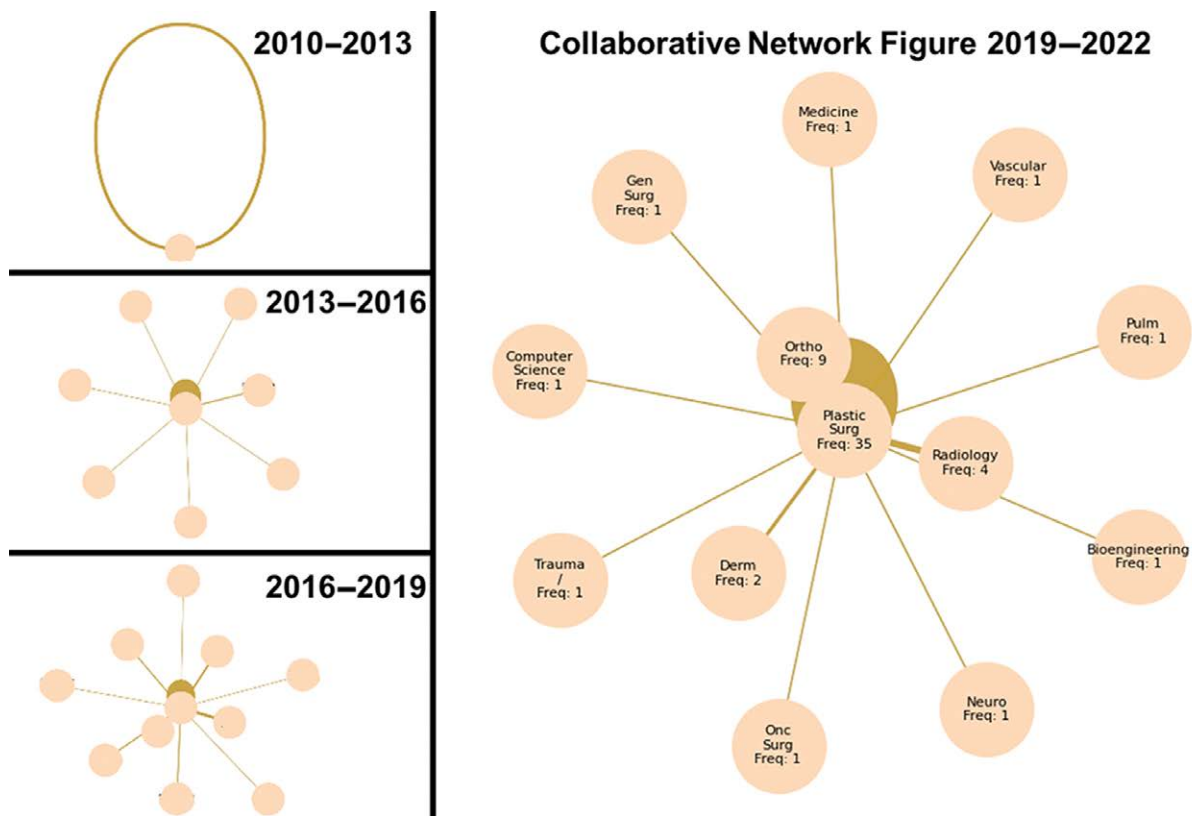 2010–2013
2013–2016
2016–2019
Collaborative Network Figure 2019–2022
Medicine
Freq: 1
Vascular
Freq: 1
Gen
Surg
Freq: 1
Pulm
Freq: 1
Ortho
Freq: 9
Computer
Science
Freq: 1
Plastic
Surg
Freq: 35
Radiology
Freq: 4
Bioengineering
Freq: 1
Trauma
/
Freq: 1
Derm
Freq: 2
Neuro
Freq: 1
Onc
Surg
Freq: 1